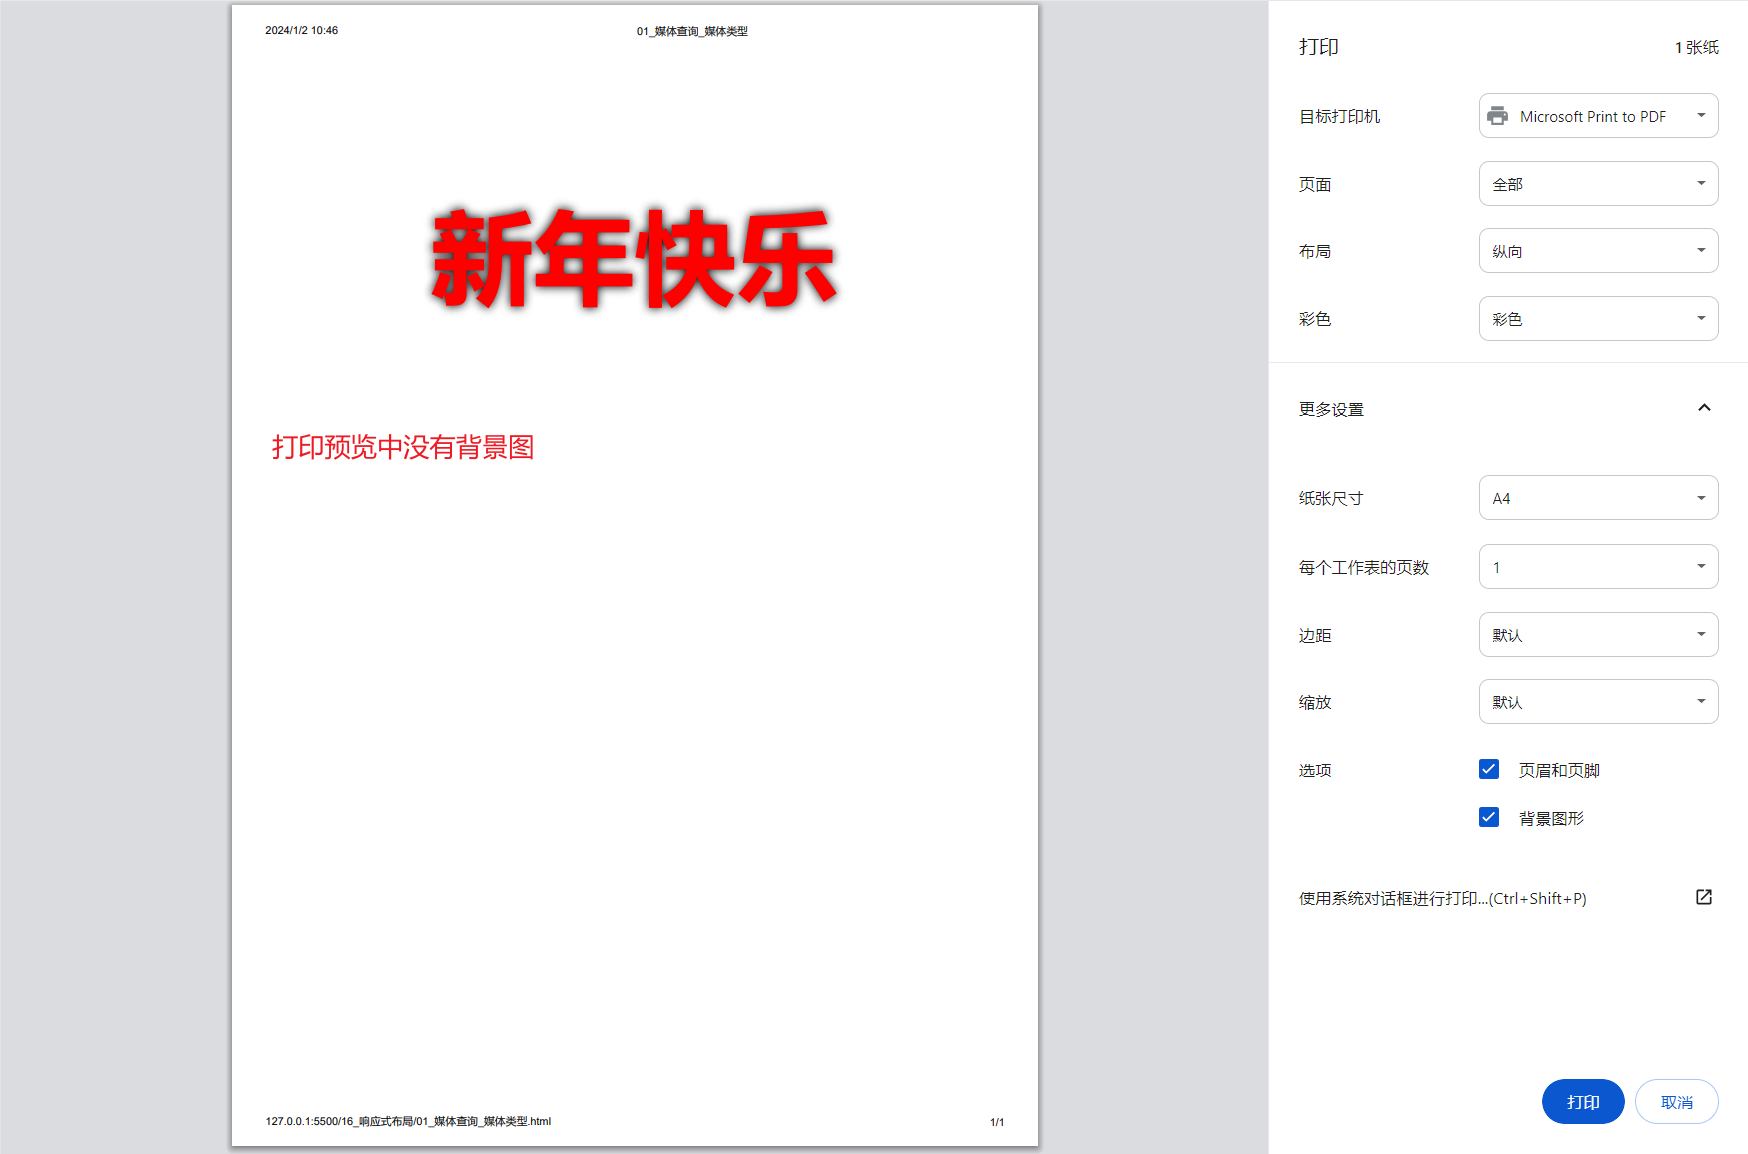 2024/1/2 10:46
01_媒体查询_媒体类型
新年快乐
打印预览中没有背景图
127.0.0.1:5500/16_响应式布局/01_媒体查询_媒体类型.html
1/1
打印
1 张纸
目标打印机
Microsoft Print to PDF
页面
全部
布局
纵向
彩色
彩色
更多设置
纸张尺寸
A4
每个工作表的页数
1
边距
默认
缩放
默认
选项
页眉和页脚
背景图形
使用系统对话框进行打印...(Ctrl+Shift+P)
打印
取消